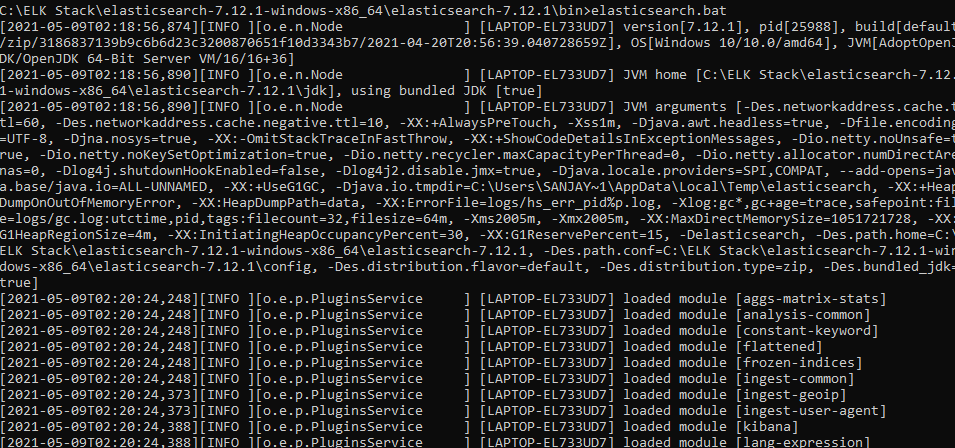 C:\ELK Stack\elasticsearch-7.12.1-windows-x86_64\elasticsearch-7.12.1\bin>elasticsearch.bat
[2021-05-09T02:18:56,874][INFO ][o.e.n.Node               ] [LAPTOP-EL733UD7] version[7.12.1], pid[25988], build[default
/zip/3186837139b9c6b6d23c3200870651f10d3343b7/2021-04-20T20:56:39.040728659Z], OS[Windows 10/10.0/amd64], JVM[AdoptOpenJ
DK/OpenJDK 64-Bit Server VM/16/16+36]
[2021-05-09T02:18:56,890][INFO ][o.e.n.Node               ] [LAPTOP-EL733UD7] JVM home [C:\ELK Stack\elasticsearch-7.12.
1-windows-x86_64\elasticsearch-7.12.1\jdk], using bundled JDK [true]
[2021-05-09T02:18:56,890][INFO ][o.e.n.Node               ] [LAPTOP-EL733UD7] JVM arguments [-Des.networkaddress.cache.t
tl=60, -Des.networkaddress.cache.negative.ttl=10, -XX:+AlwaysPreTouch, -Xss1m, -Djava.awt.headless=true, -Dfile.encoding
=UTF-8, -Djna.nosys=true, -XX:-OmitStackTraceInFastThrow, -XX:+ShowCodeDetailsInExceptionMessages, -Dio.netty.noUnsafe=t
rue, -Dio.netty.noKeySetOptimization=true, -Dio.netty.recycler.maxCapacityPerThread=0, -Dio.netty.allocator.numDirectAre
nas=0, -Dlog4j.shutdownHookEnabled=false, -Dlog4j2.disable.jmx=true, -Djava.locale.providers=SPI,COMPAT, --add-opens=jav
a.base/java.io=ALL-UNNAMED, -XX:+UseG1GC, -Djava.io.tmpdir=C:\Users\SANJAY~1\AppData\Local\Temp\elasticsearch, -XX:+Heap
DumpOnOutOfMemoryError, -XX:HeapDumpPath=data, -XX:ErrorFile=logs/hs_err_pid%p.log, -Xlog:gc*,gc+age=trace,safepoint:fil
e=logs/gc.log:utctime,pid,tags:filecount=32,filesize=64m, -Xms2005m, -Xmx2005m, -XX:MaxDirectMemorySize=1051721728, -XX:
G1HeapRegionSize=4m, -XX:InitiatingHeapOccupancyPercent=30, -XX:G1ReservePercent=15, -Delasticsearch, -Des.path.home=C:\
ELK Stack\elasticsearch-7.12.1-windows-x86_64\elasticsearch-7.12.1, -Des.path.conf=C:\ELK Stack\elasticsearch-7.12.1-win
dows-x86_64\elasticsearch-7.12.1\config, -Des.distribution.flavor=default, -Des.distribution.type=zip, -Des.bundled_jdk=
true]
[2021-05-09T02:20:24,248][INFO ][o.e.p.PluginsService     ] [LAPTOP-EL733UD7] loaded module [aggs-matrix-stats]
[2021-05-09T02:20:24,248][INFO ][o.e.p.PluginsService     ] [LAPTOP-EL733UD7] loaded module [analysis-common]
[2021-05-09T02:20:24,248][INFO ][o.e.p.PluginsService     ] [LAPTOP-EL733UD7] loaded module [constant-keyword]
[2021-05-09T02:20:24,248][INFO ][o.e.p.PluginsService     ] [LAPTOP-EL733UD7] loaded module [flattened]
[2021-05-09T02:20:24,248][INFO ][o.e.p.PluginsService     ] [LAPTOP-EL733UD7] loaded module [frozen-indices]
[2021-05-09T02:20:24,248][INFO ][o.e.p.PluginsService     ] [LAPTOP-EL733UD7] loaded module [ingest-common]
[2021-05-09T02:20:24,373][INFO ][o.e.p.PluginsService     ] [LAPTOP-EL733UD7] loaded module [ingest-geoip]
[2021-05-09T02:20:24,373][INFO ][o.e.p.PluginsService     ] [LAPTOP-EL733UD7] loaded module [ingest-user-agent]
[2021-05-09T02:20:24,388][INFO ][o.e.p.PluginsService     ] [LAPTOP-EL733UD7] loaded module [kibana]
[2021-05-09T02:20:24,388][INFO ][o.e.p.PluginsService     ] [LAPTOP-EL733UD7] loaded module [lang-expression]